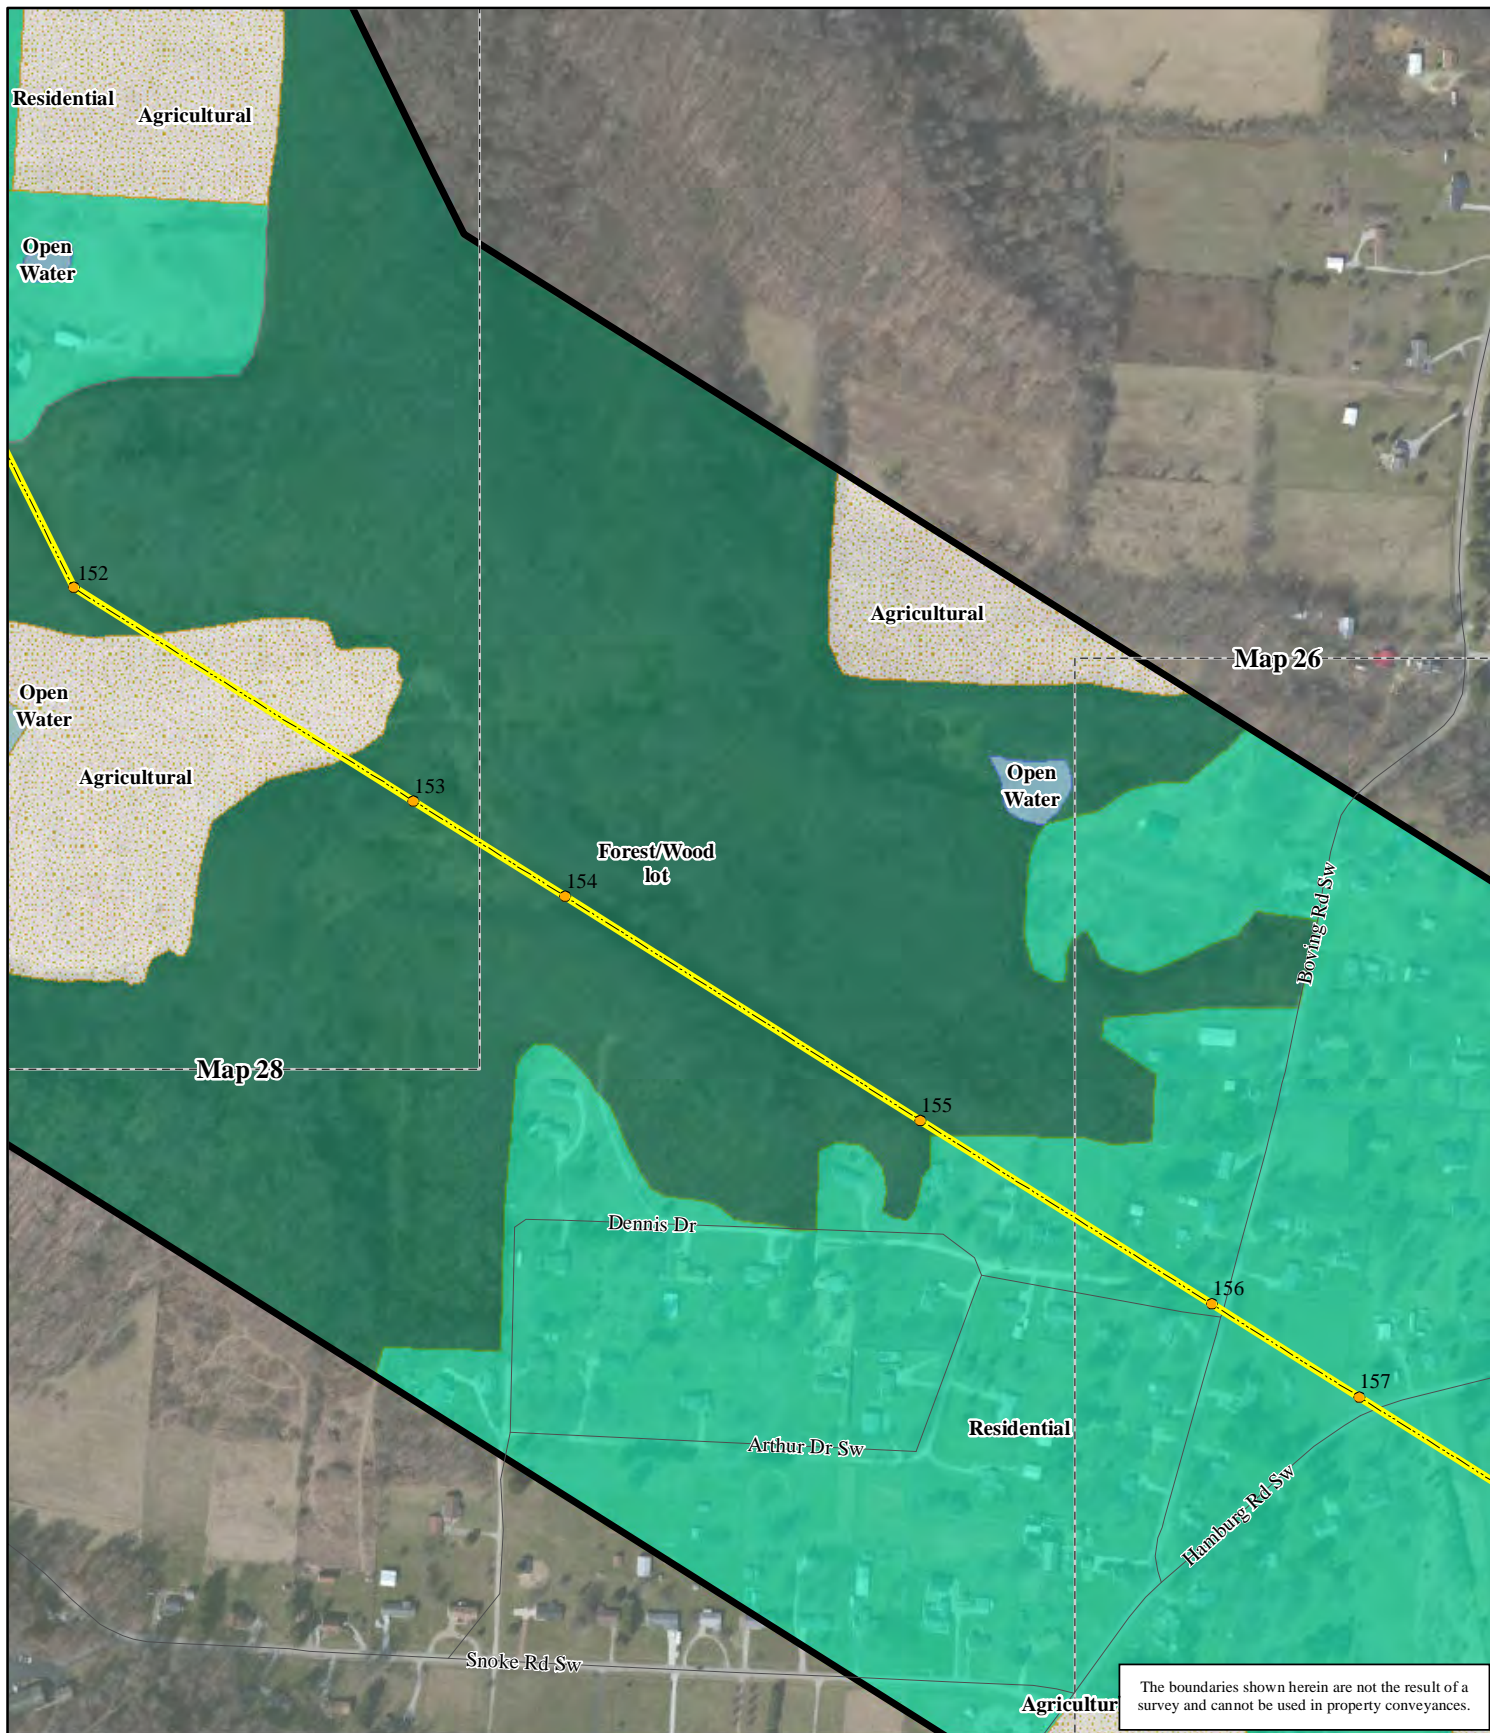 Residential
Agricultural
Open
Water
152
Agricultural
Map 26
Open
Water
Agricultural
153
Open
Water
Forest/Wood
lot
154
Boving Rd Sw
Map 28
155
Dennis Dr
156
157
Residential
Arthur Dr Sw
Hamburg Rd Sw
Snoke Rd Sw
Agricultur
The boundaries shown herein are not the result of a
survey and cannot be used in property conveyances.